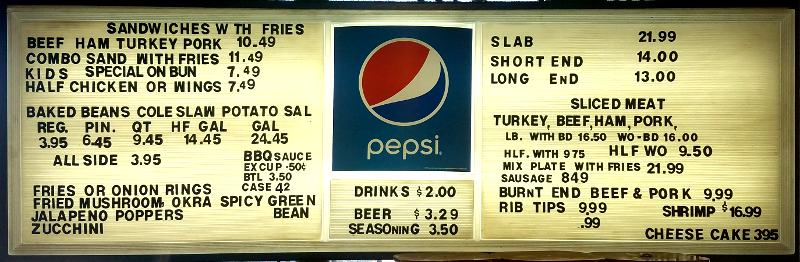 SANDWICHES W TH FRIES
BEEF HAM TURKEY PORK 10.49
COMBO SAND WITH FRIES 11.49
KIDS SPECIAL ON BUN 7.49
HALF CHICKEN OR WINGS 7.49
BAKED BEANS COLE SLAW POTATO SAL
REG. PIN. QT HF GAL GAL
3.95 6.45 9.45 14.45 24.45
ALL SIDE 3.95
BBQ SAUCE
EX CUP .50¢
BTL 3.50
CASE 42
FRIES OR ONION RINGS
FRIED MUSHROOM, OKRA SPICY GREEN
JALAPENO POPPERS BEAN
ZUCCHINI
pepsi
DRINKS $2.00
BEER $3.29
SEASONING 3.50
SLAB 21.99
SHORT END 14.00
LONG END 13.00
SLICED MEAT
TURKEY, BEEF, HAM, PORK,
LB. WITH BD 16.50 WO-BD 16.00
HLF. WITH 975 HLF WO 9.50
MIX PLATE WITH FRIES 21.99
SAUSAGE 849
BURNT END BEEF & PORK 9,99
RIB TIPS 9,99 SHRIMP $16.99
.99
CHEESE CAKE 395